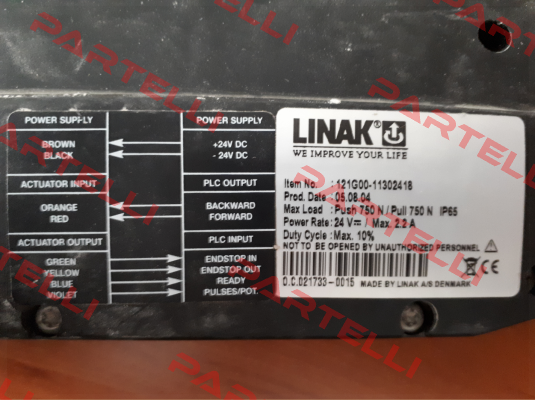 PARTELLI
POWER SUPPLY POWER SUPPLY
BROWN +24V DC
BLACK - 24V DC
ACTUATOR INPUT PLC OUTPUT
ORANGE BACKWARD
RED FORWARD
ACTUATOR OUTPUT PLC INPUT
GREEN ENDSTOP IN
YELLOW ENDSTOP OUT
BLUE READY
VIOLET PULSES/POT.
LINAK®
WE IMPROVE YOUR LIFE
Item No. : 121G00-11302418
Prod. Date : 05.08.04
Max Load : Push 750 N / Pull 750 N IP65
Power Rate: 24 V⎓ / Max. 2.2 A
Duty Cycle : Max. 10%
NOT TO BE OPENED BY UNAUTHORIZED PERSONNEL
O.C.021733-0015 MADE BY LINAK A/S DENMARK
CE
PARTELLI
PARTELLI
PARTELLI
PARTELLI